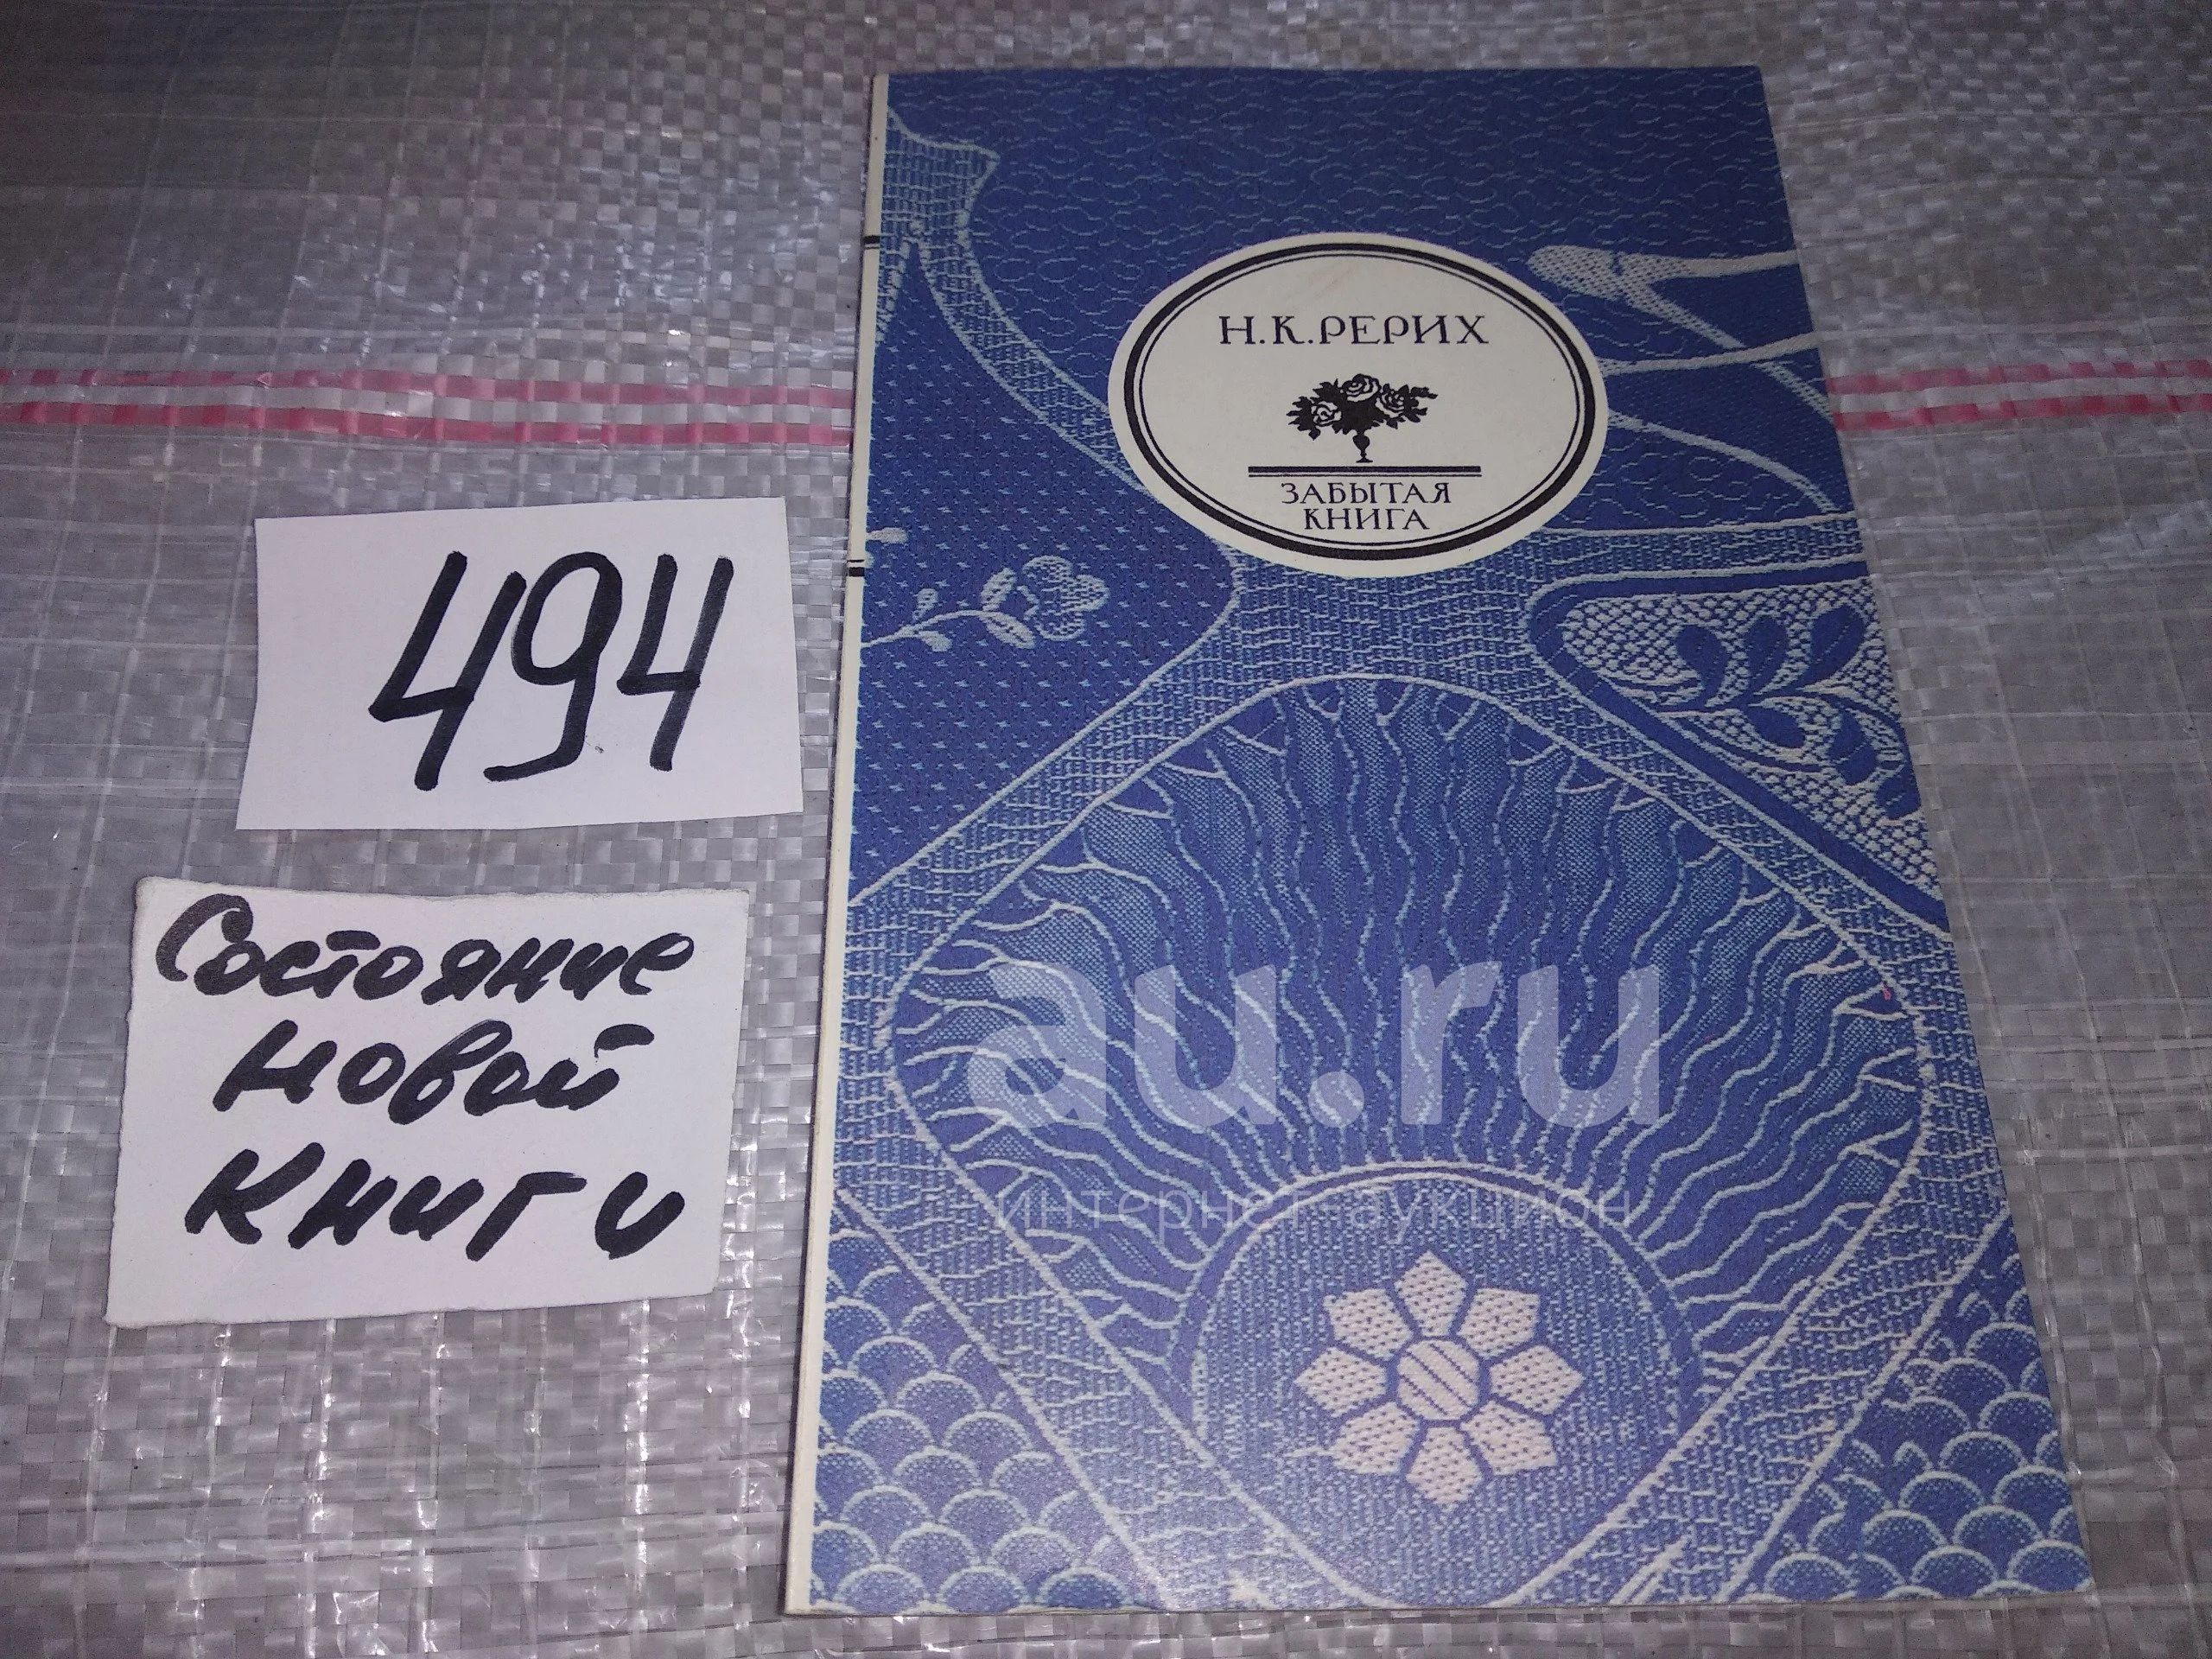 494
Состояние
новой
книги
Н.К.РЕРИХ
ЗАБЫТАЯ
КНИГА
au.ru
интернет-аукцион